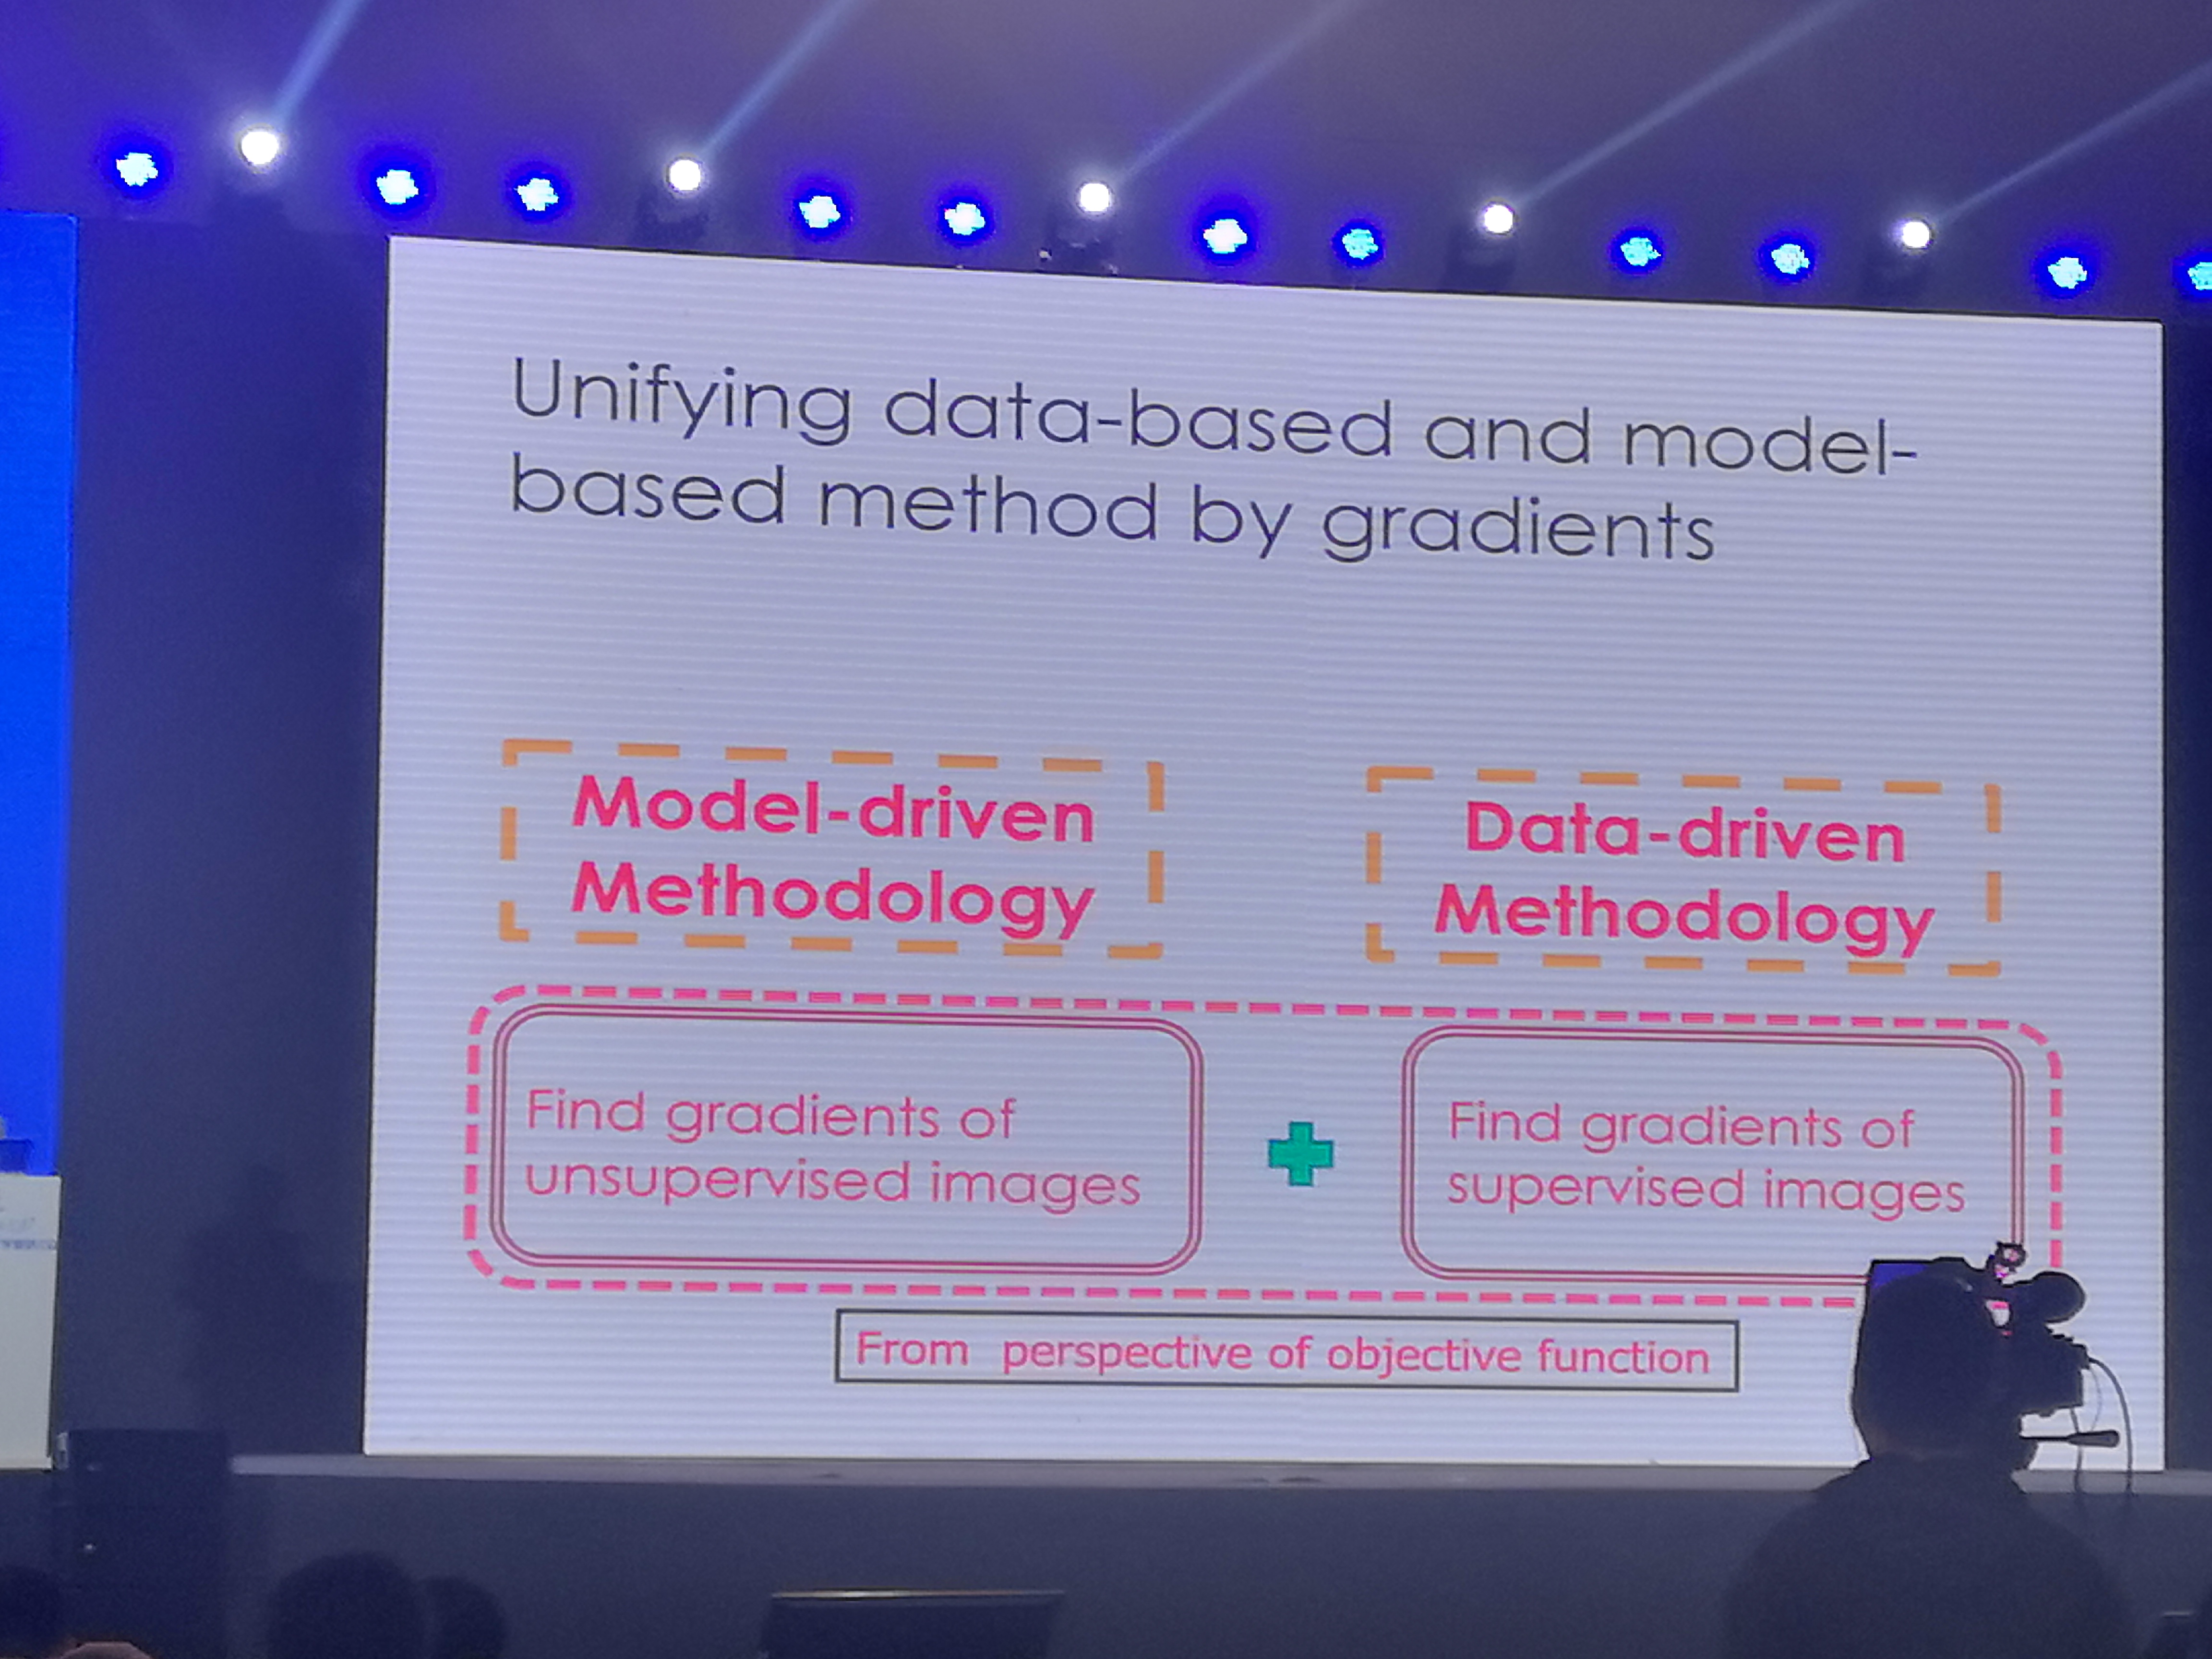 Unifying data-based and model-
based method by gradients
Model-driven
Methodology
Data-driven
Methodology
Find gradients of
unsupervised images
Find gradients of
supervised images
From perspective of objective function